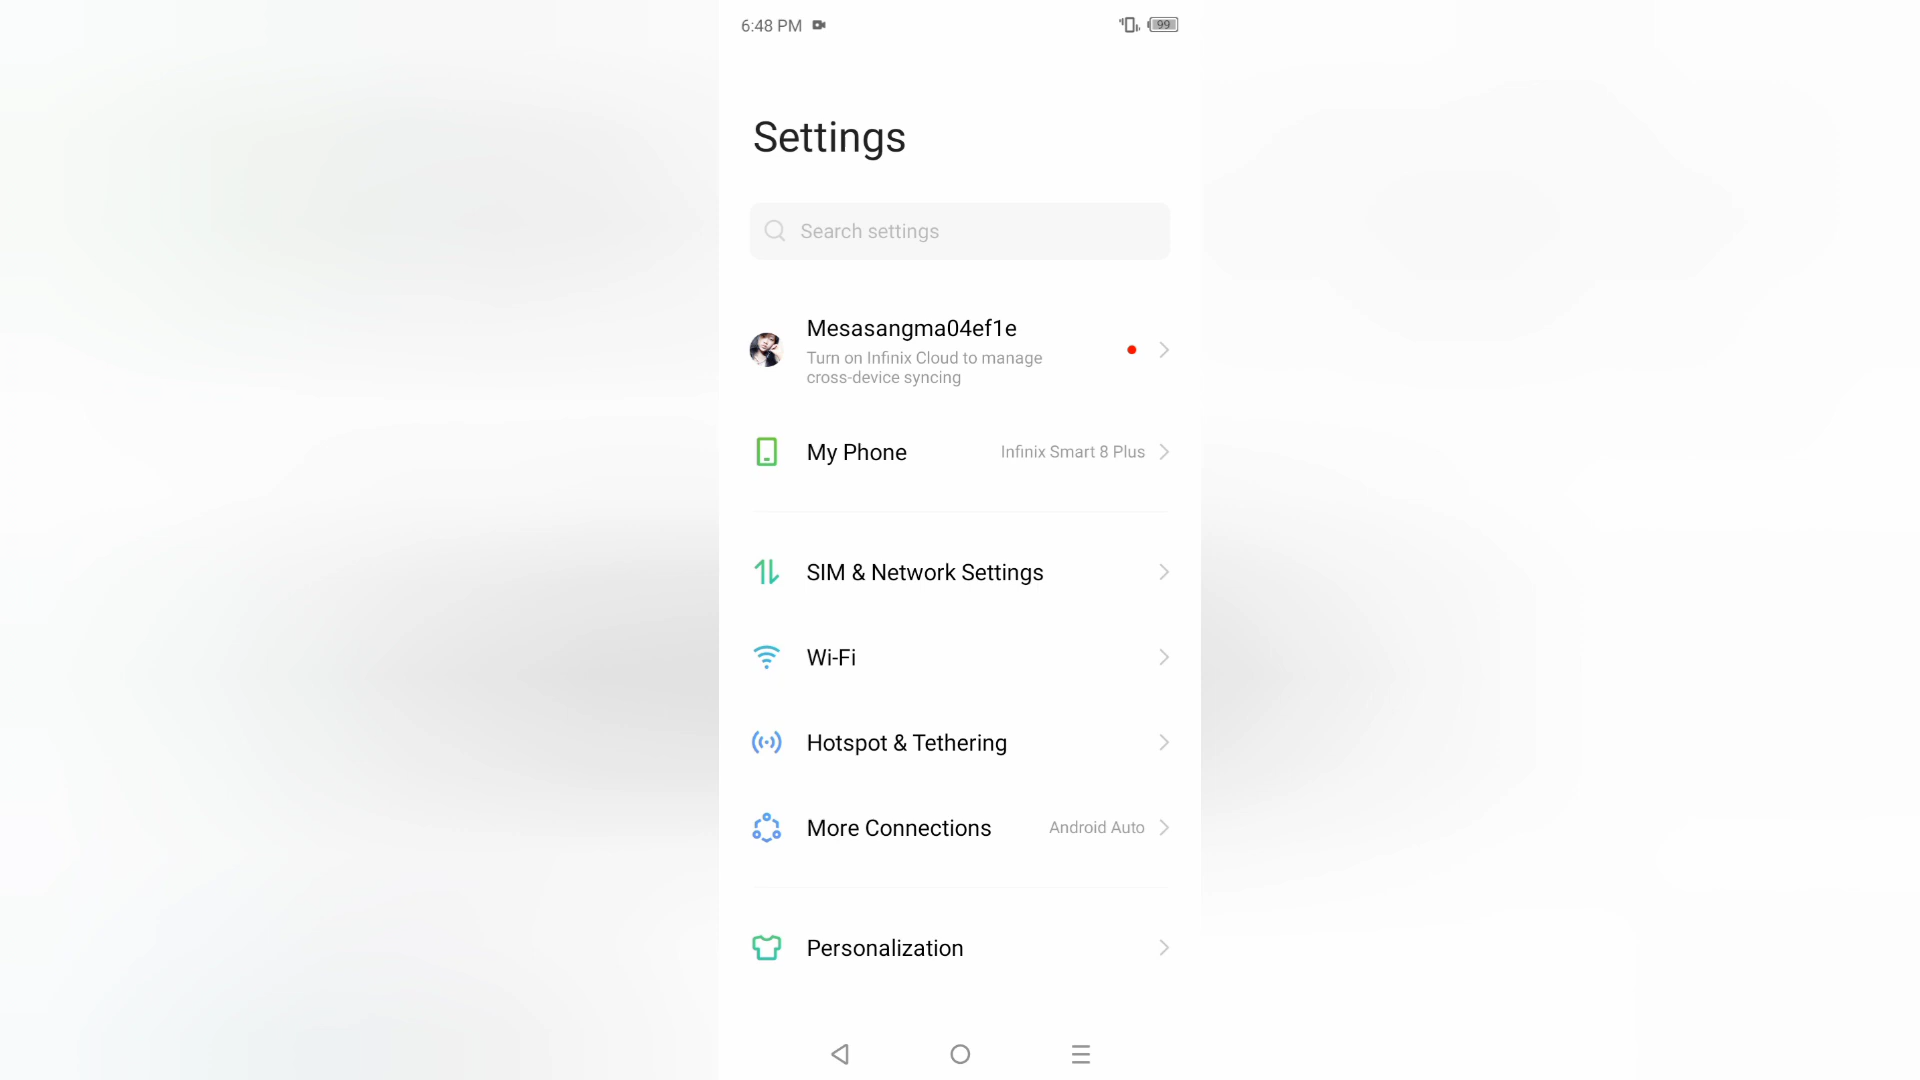 6:48 PM
99
Settings
Search settings
Mesasangma04ef1e
Turn on Infinix Cloud to manage
cross-device syncing
My Phone
Infinix Smart 8 Plus
SIM & Network Settings
Wi-Fi
Hotspot & Tethering
More Connections
Android Auto
Personalization